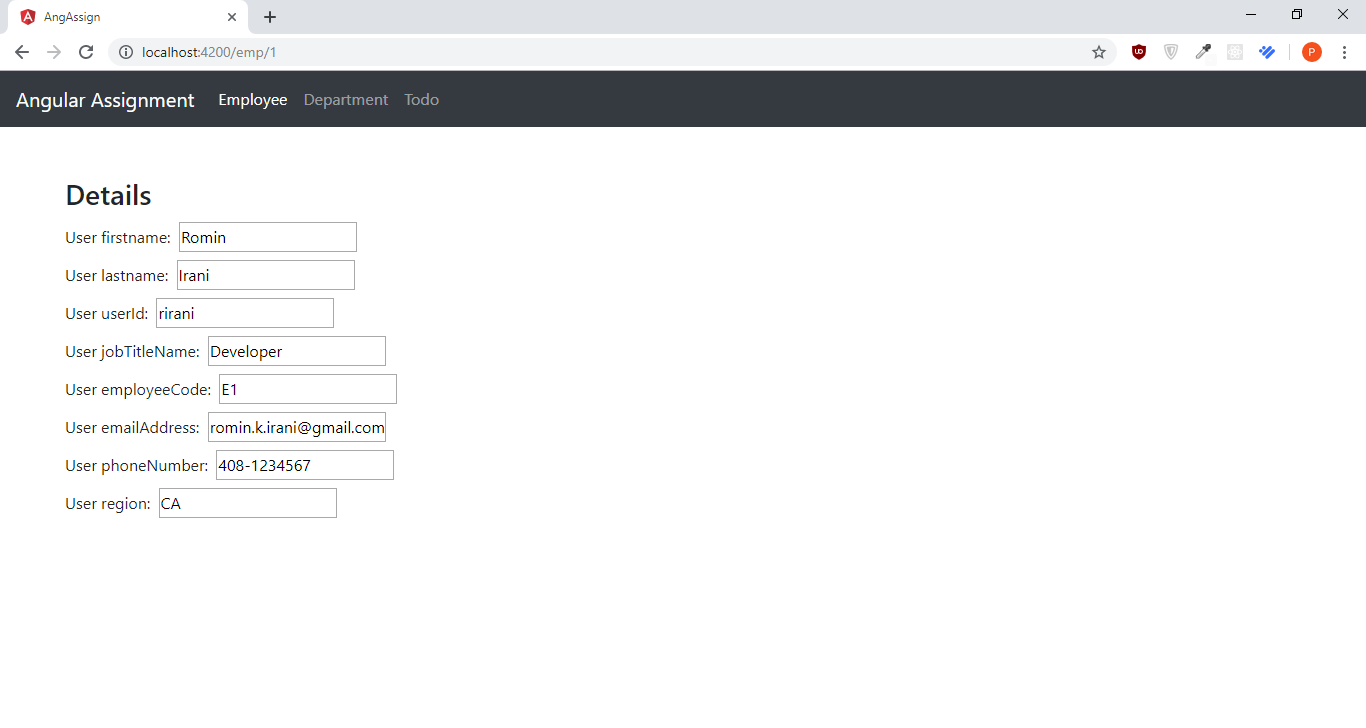 AngAssign
localhost:4200/emp/1
P
Angular Assignment Employee Department Todo
Details
User firstname: Romin
User lastname: Irani
User userId: rirani
User jobTitleName: Developer
User employeeCode: E1
User emailAddress: romin.k.irani@gmail.com
User phoneNumber: 408-1234567
User region: CA